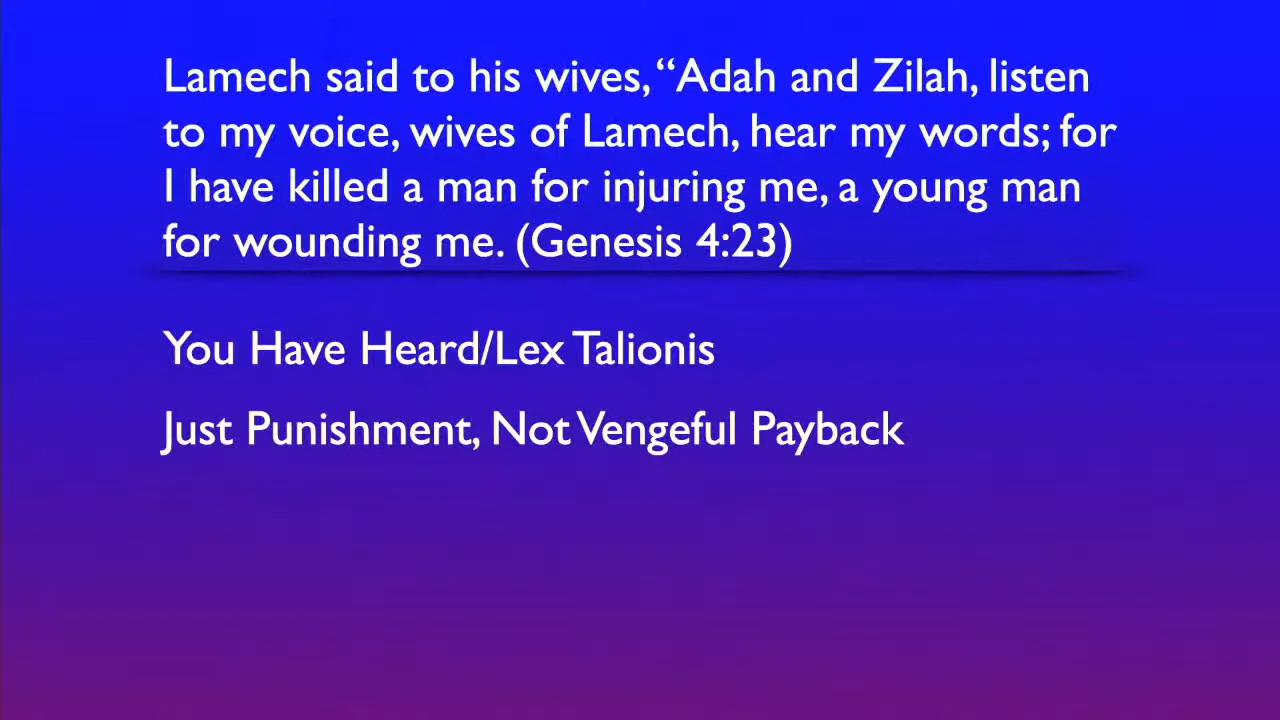 Lamech said to his wives, “Adah and Zilah, listen
to my voice, wives of Lamech, hear my words; for
I have killed a man for injuring me, a young man
for wounding me. (Genesis 4:23)
You Have Heard/Lex Talionis
Just Punishment, Not Vengeful Payback